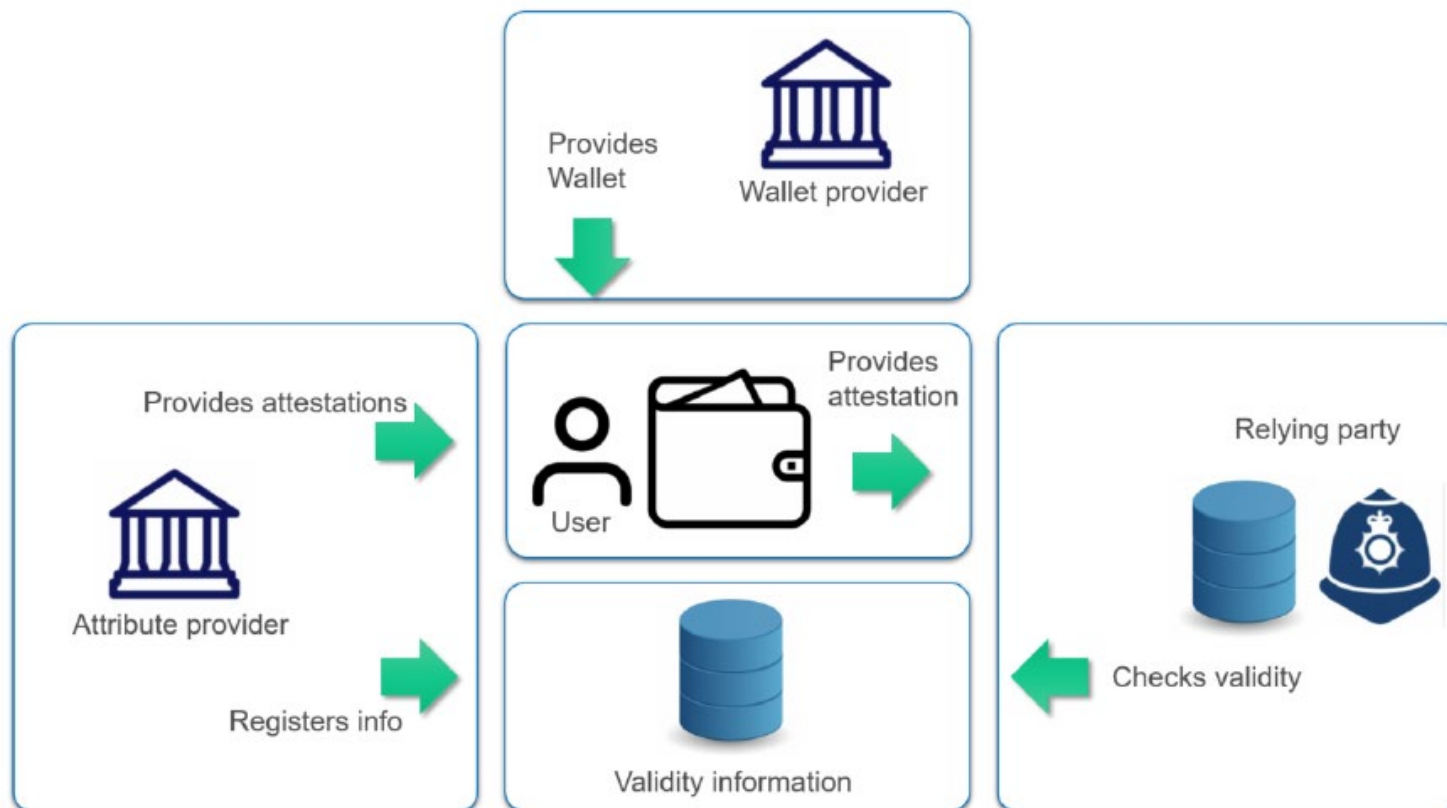 Provides
Wallet
Wallet provider
Provides attestations
Attribute provider
Registers info
User
Provides
attestation
Validity information
Relying party
Checks validity